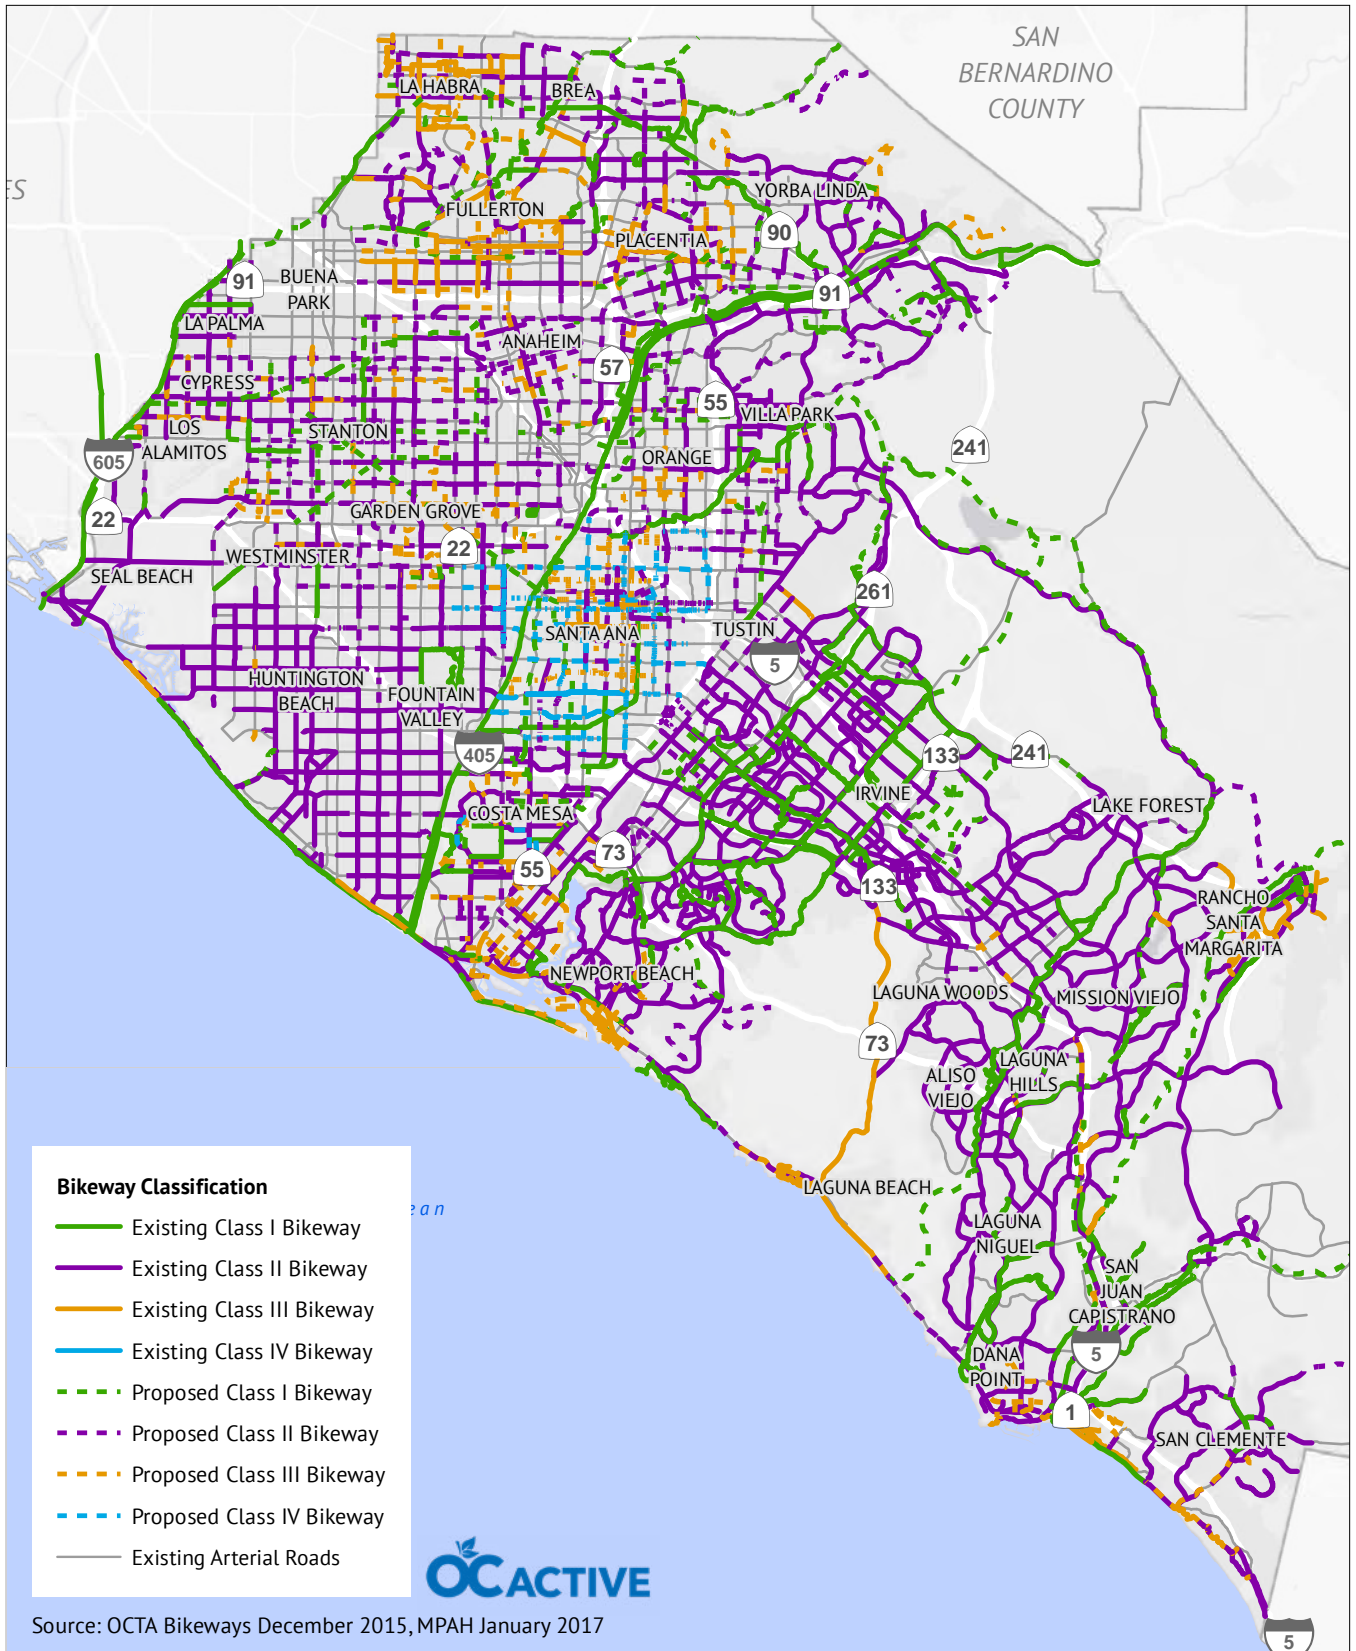 SAN
BERNARDINO
COUNTY
ES
LA HABRA
BREA
YORBA LINDA
FULLERTON
PLACENTIA
90
91
BUENA
PARK
91
LA PALMA
ANAHEIM
57
CYPRESS
55
VILLA PARK
LOS
ALAMITOS
STANTON
241
605
ORANGE
22
GARDEN GROVE
22
WESTMINSTER
SEAL BEACH
261
SANTA ANA
TUSTIN
5
HUNTINGTON
BEACH
FOUNTAIN
VALLEY
405
133
241
IRVINE
LAKE FOREST
COSTA MESA
73
55
133
RANCHO
SANTA
MARGARITA
NEWPORT BEACH
LAGUNA WOODS
MISSION VIEJO
73
LAGUNA
HILLS
ALISO
VIEJO
LAGUNA BEACH
LAGUNA
NIGUEL
SAN
JUAN
CAPISTRANO
5
DANA
POINT
1
SAN CLEMENTE
5
ean
Bikeway Classification
Existing Class I Bikeway
Existing Class II Bikeway
Existing Class III Bikeway
Existing Class IV Bikeway
Proposed Class I Bikeway
Proposed Class II Bikeway
Proposed Class III Bikeway
Proposed Class IV Bikeway
Existing Arterial Roads
OC ACTIVE
Source: OCTA Bikeways December 2015, MPAH January 2017